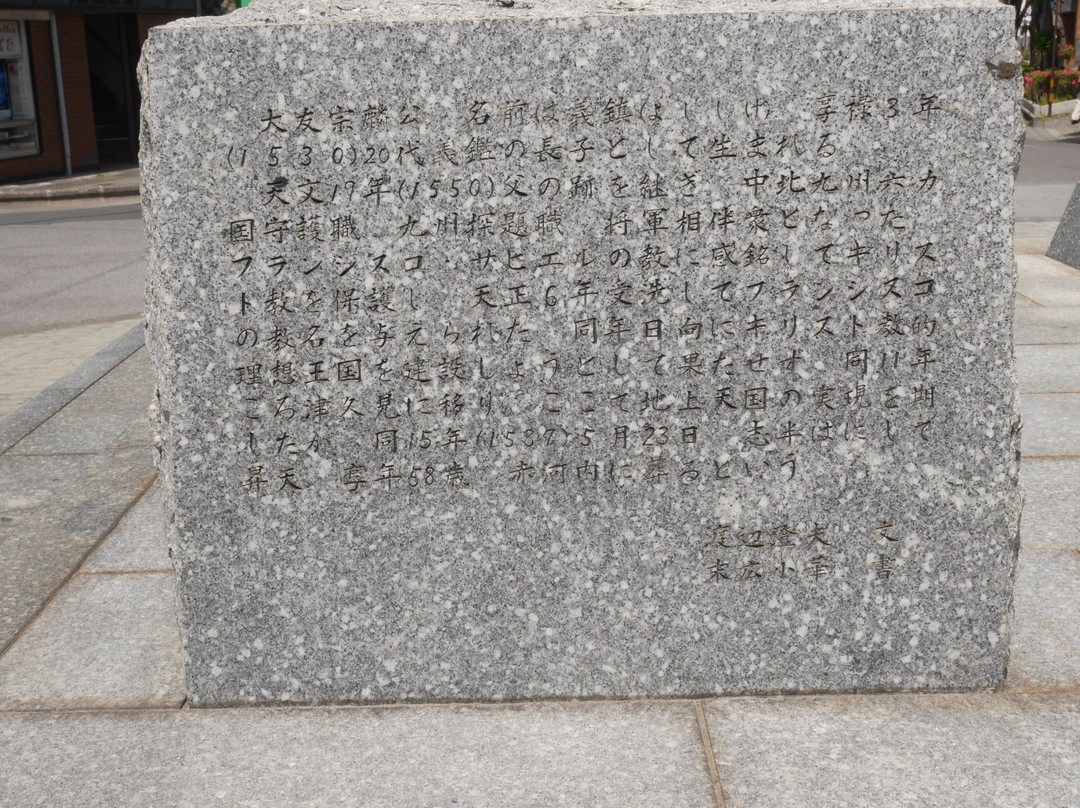 大友宗麟公　名前は義鎮(よししげ)享禄3年
(1530)20代義鑑の長子として生まれる。
天文19年(1550)父の跡を継ぎ、中北九州六カ
国守護職、九州探題職、将軍相伴衆となった。
フランシスコ・サヒエルの教に感銘してキリス
ト教を保護し、天正6年受洗してフランシスコ
の教名を与えられた、同年日向にキリスト教的
理想王国を建設しようとして果たせず、同11年
ころ津久見に移り、ここで地上天国の実現を期
したが、同15年(1587)5月23日。志半ばにして
昇天　享年58歳　赤河内に葬るという
渡辺澄夫　文
末広小華　書